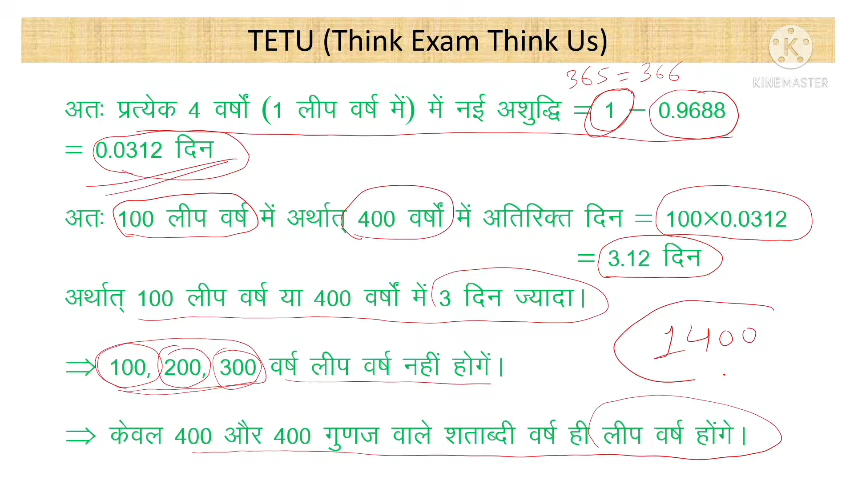 TETU (Think Exam Think Us)
K
KINEMASTER
365 = 366
अतः प्रत्येक 4 वर्षों (1 लीप वर्ष में) में नई अशुद्धि = 1 − 0.9688
= 0.0312 दिन
अतः 100 लीप वर्ष में अर्थात् 400 वर्षों में अतिरिक्त दिन = 100×0.0312
= 3.12 दिन
अर्थात् 100 लीप वर्ष या 400 वर्षों में 3 दिन ज्यादा।
1400
⇒ 100, 200, 300 वर्ष लीप वर्ष नहीं होगें।
⇒ केवल 400 और 400 गुणज वाले शताब्दी वर्ष ही लीप वर्ष होंगे।